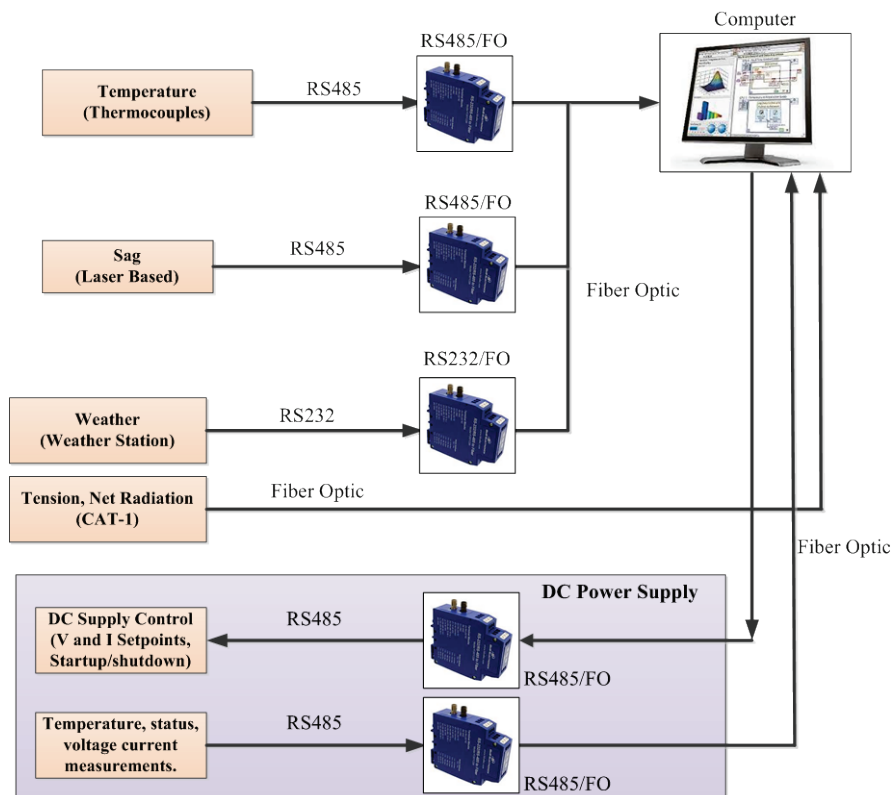 Computer
RS485/FO
Temperature
(Thermocouples)
RS485
RS485/FO
Sag
(Laser Based)
RS485
Fiber Optic
RS232/FO
Weather
(Weather Station)
RS232
Tension, Net Radiation
(CAT-1)
Fiber Optic
Fiber Optic
DC Power Supply
DC Supply Control
(V and I Setpoints,
Startup/shutdown)
RS485
RS485/FO
Temperature, status,
voltage current
measurements.
RS485
RS485/FO